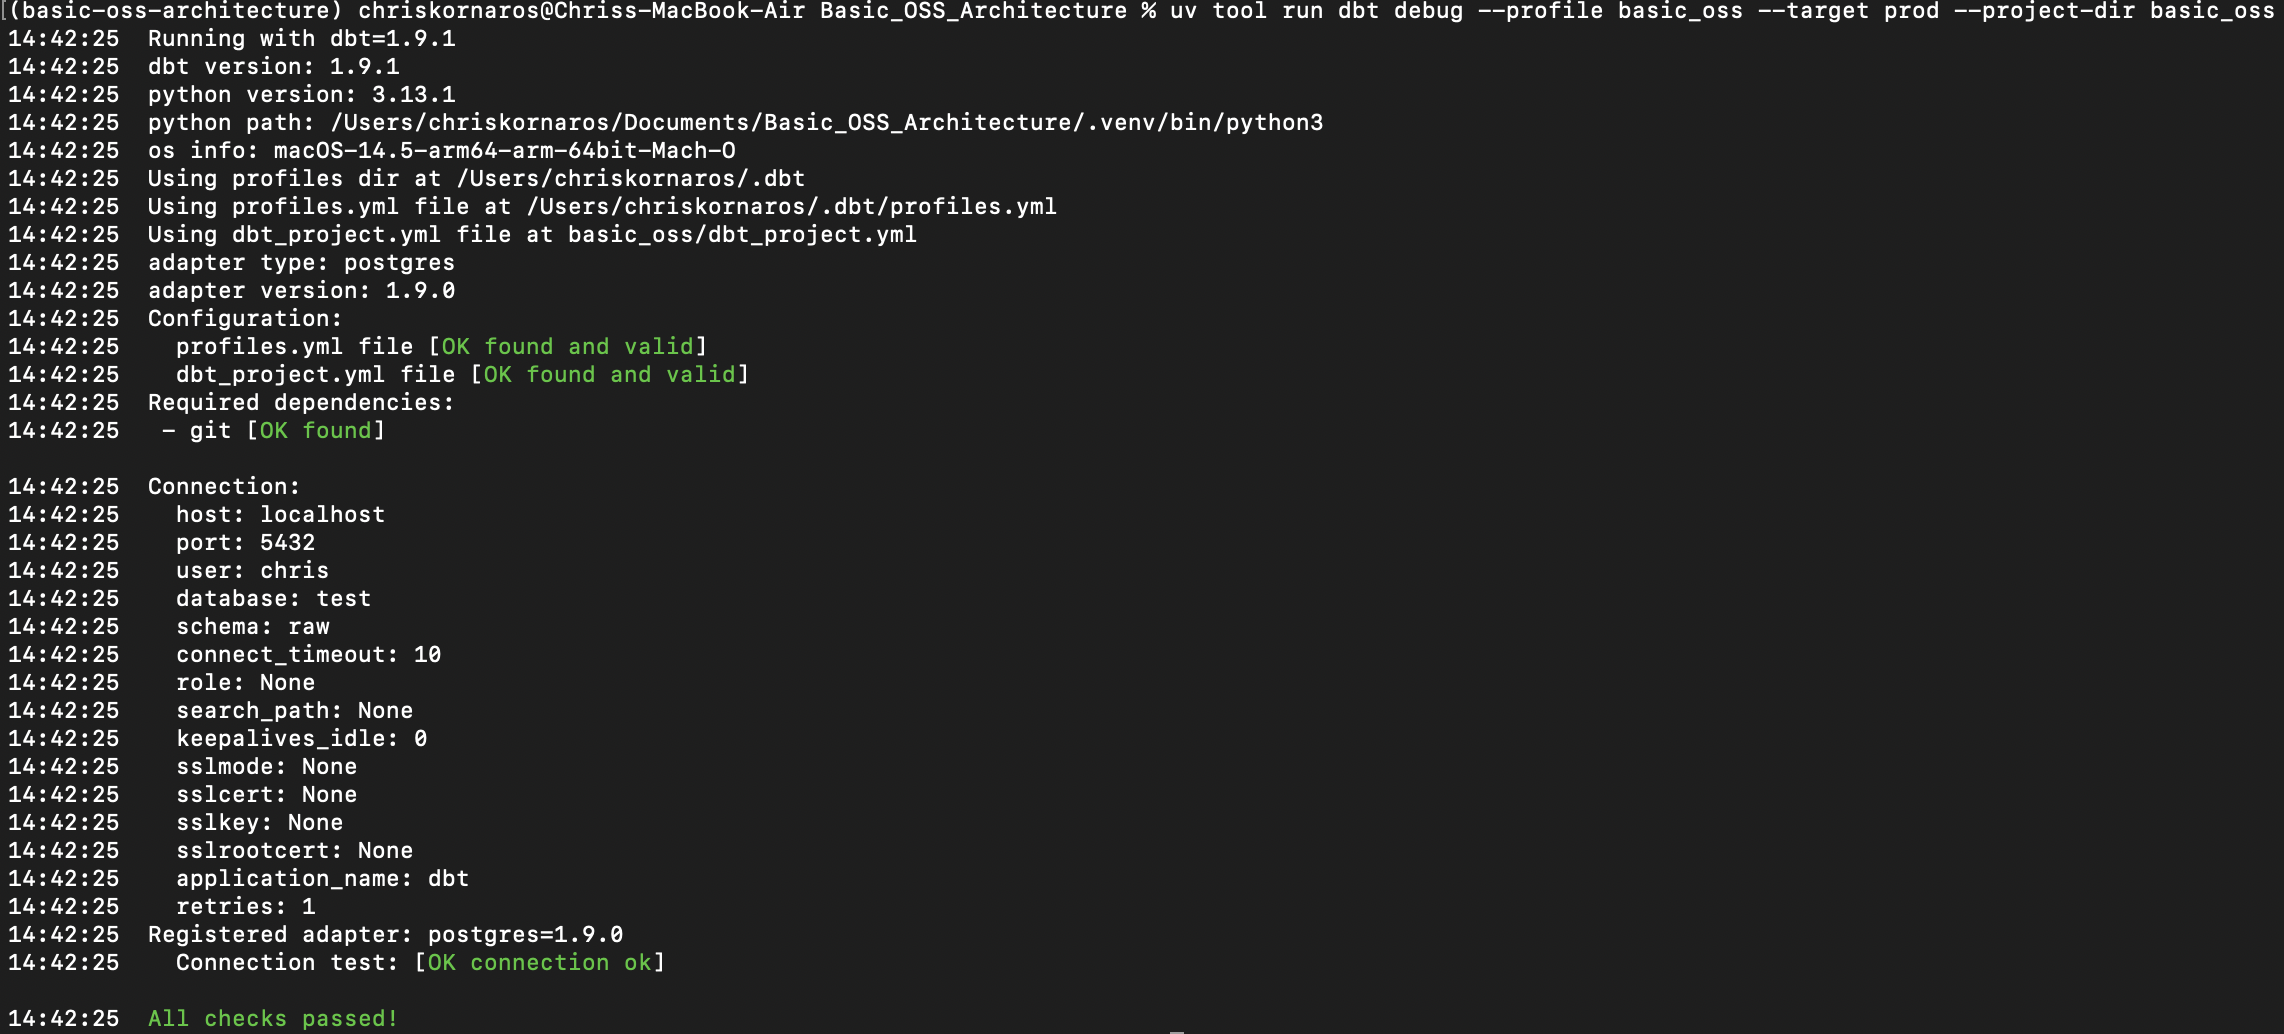 (basic-oss-architecture) chriskornaros@Chriss-MacBook-Air Basic_OSS_Architecture % uv tool run dbt debug --profile basic_oss --target prod --project-dir basic_oss
14:42:25  Running with dbt=1.9.1
14:42:25  dbt version: 1.9.1
14:42:25  python version: 3.13.1
14:42:25  python path: /Users/chriskornaros/Documents/Basic_OSS_Architecture/.venv/bin/python3
14:42:25  os info: macOS-14.5-arm64-arm-64bit-Mach-O
14:42:25  Using profiles dir at /Users/chriskornaros/.dbt
14:42:25  Using profiles.yml file at /Users/chriskornaros/.dbt/profiles.yml
14:42:25  Using dbt_project.yml file at basic_oss/dbt_project.yml
14:42:25  adapter type: postgres
14:42:25  adapter version: 1.9.0
14:42:25  Configuration:
14:42:25    profiles.yml file [OK found and valid]
14:42:25    dbt_project.yml file [OK found and valid]
14:42:25  Required dependencies:
14:42:25   - git [OK found]

14:42:25  Connection:
14:42:25    host: localhost
14:42:25    port: 5432
14:42:25    user: chris
14:42:25    database: test
14:42:25    schema: raw
14:42:25    connect_timeout: 10
14:42:25    role: None
14:42:25    search_path: None
14:42:25    keepalives_idle: 0
14:42:25    sslmode: None
14:42:25    sslcert: None
14:42:25    sslkey: None
14:42:25    sslrootcert: None
14:42:25    application_name: dbt
14:42:25    retries: 1
14:42:25  Registered adapter: postgres=1.9.0
14:42:25    Connection test: [OK connection ok]

14:42:25  All checks passed!